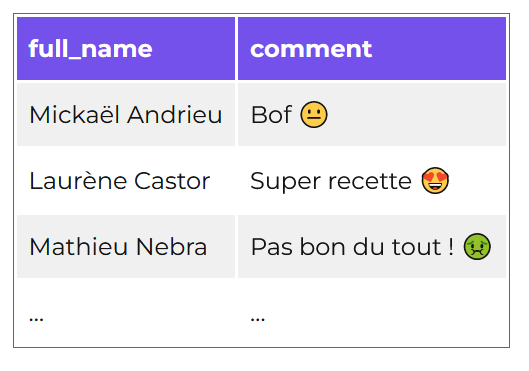 full_name comment
Mickaël Andrieu Bof 😐
Laurène Castor Super recette 😍
Mathieu Nebra Pas bon du tout ! 🤢
... ...